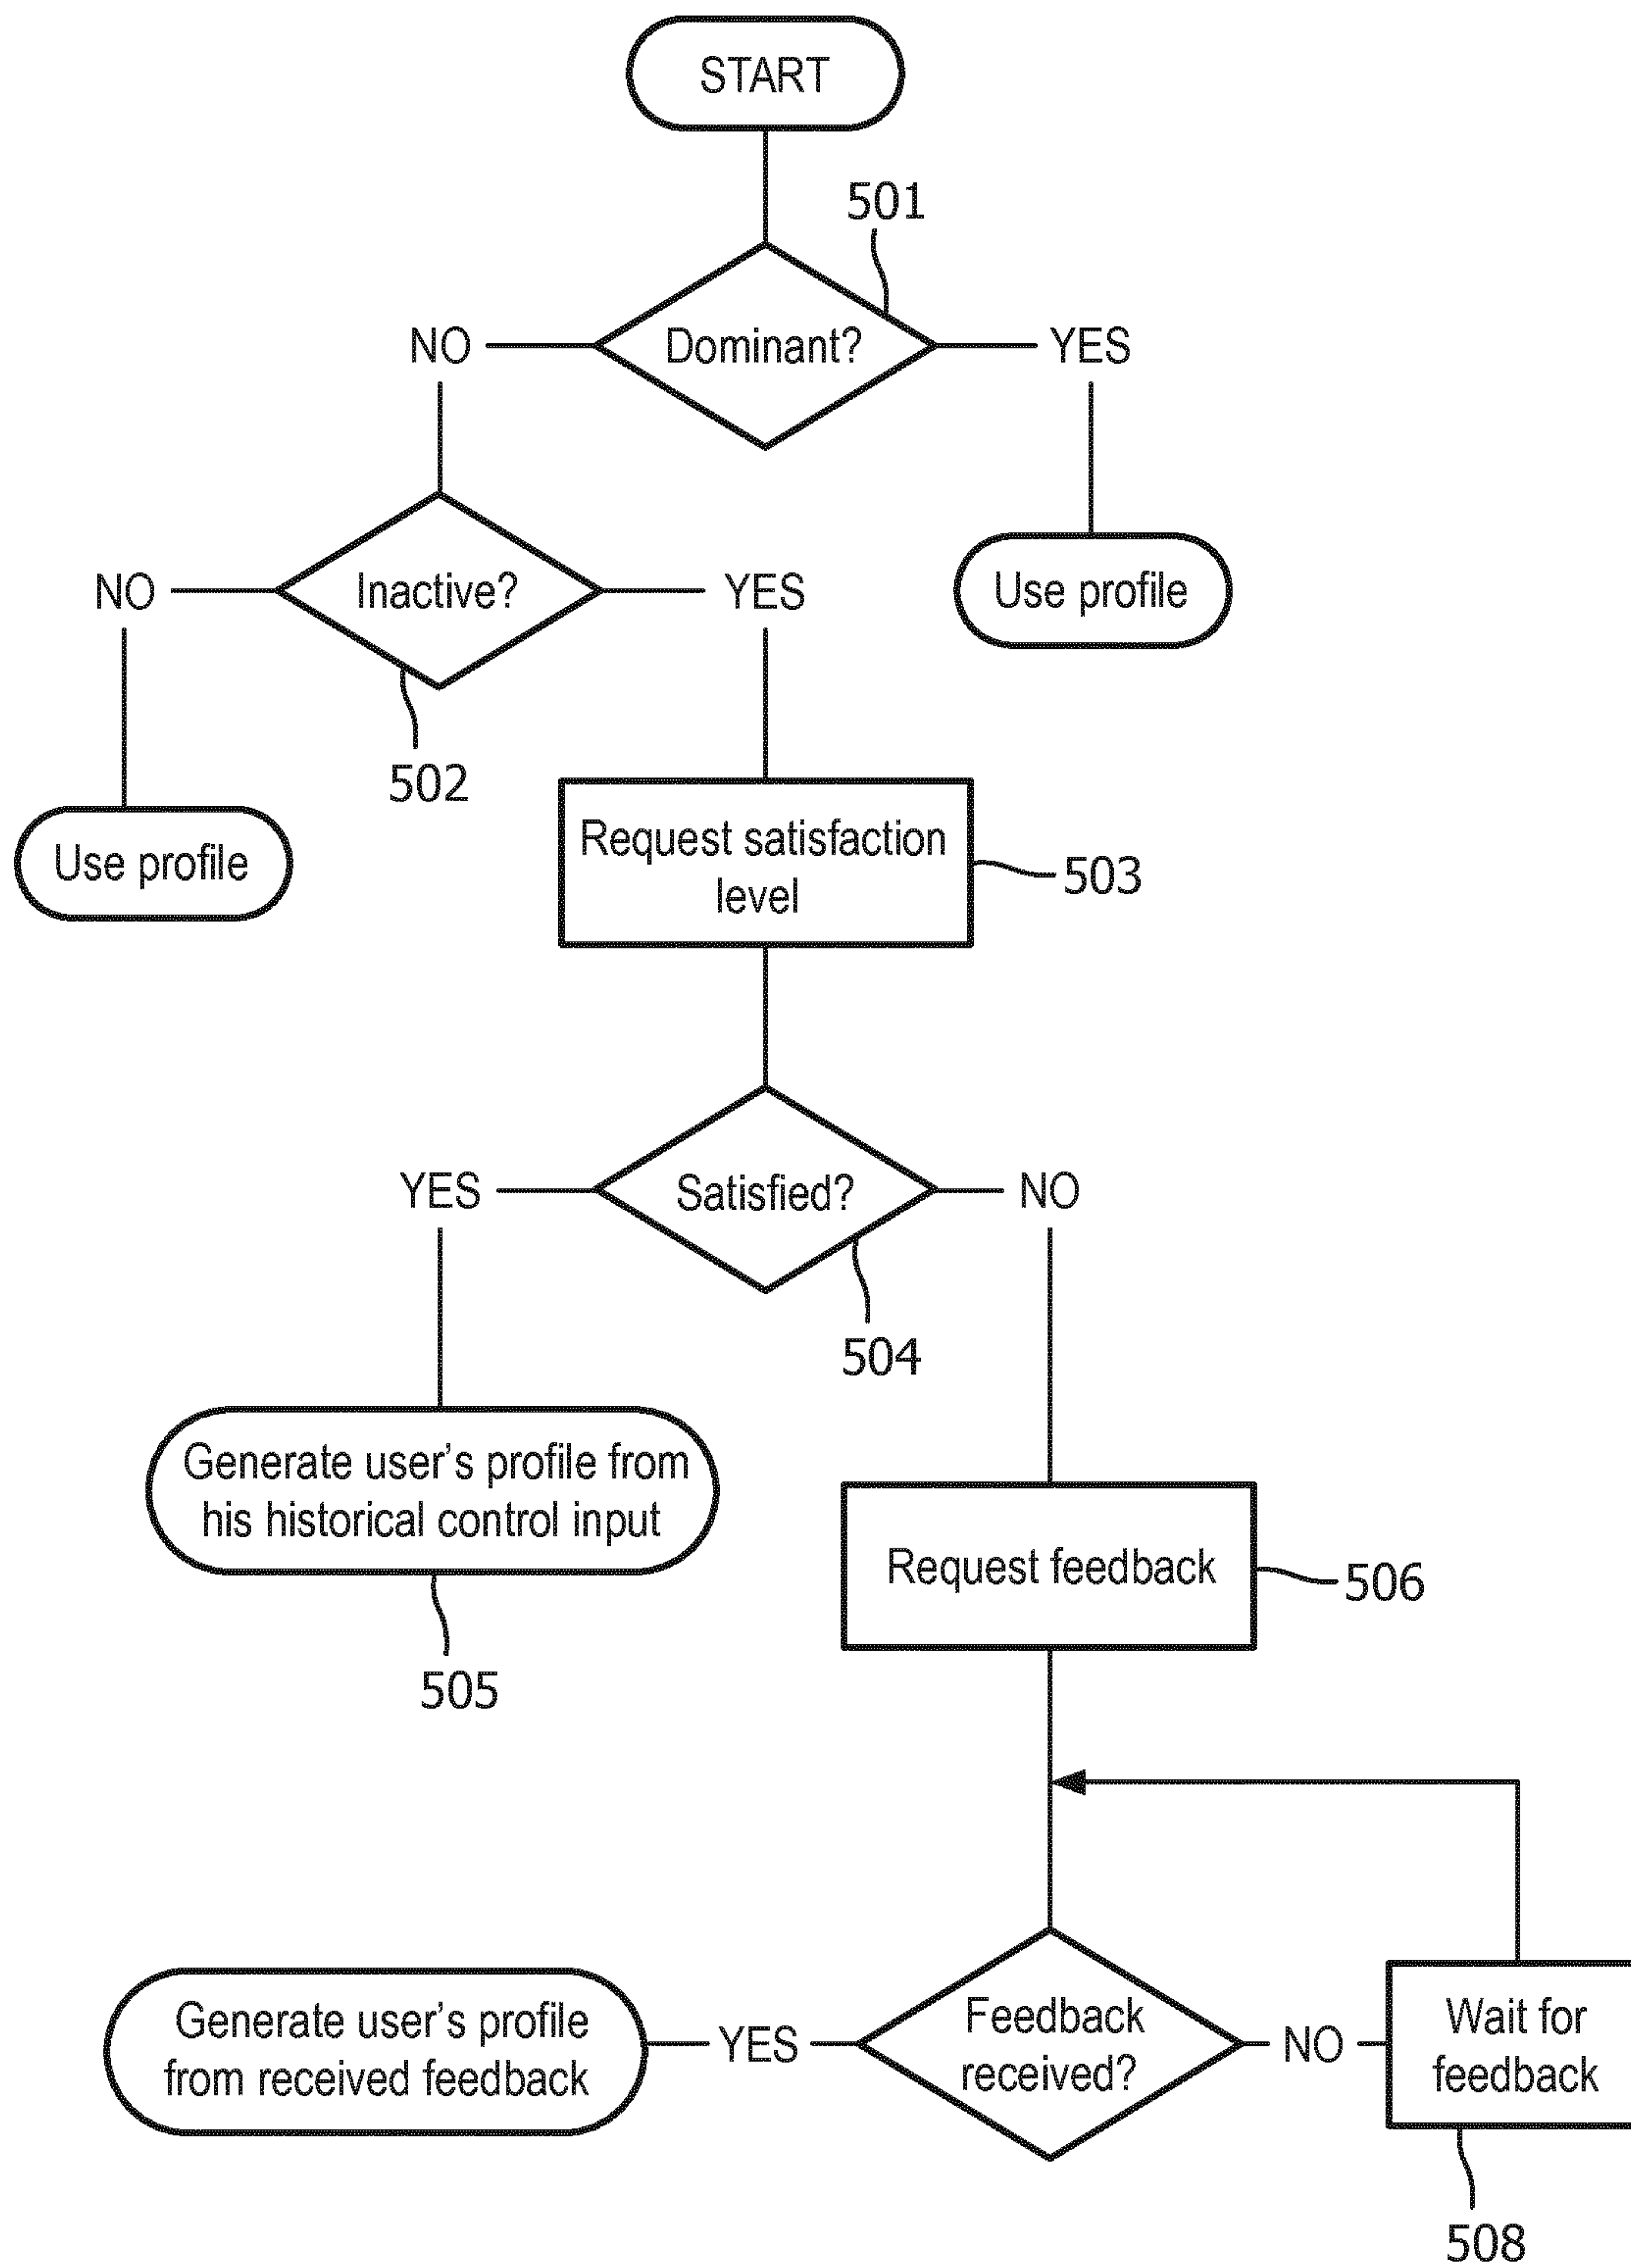 START
501
Dominant?
NO
YES
Inactive?
NO
YES
Use profile
502
Use profile
Request satisfaction
level
503
Satisfied?
YES
NO
504
Generate user’s profile from
his historical control input
505
Request feedback
506
Feedback
received?
YES
NO
Generate user’s profile
from received feedback
Wait for
feedback
508